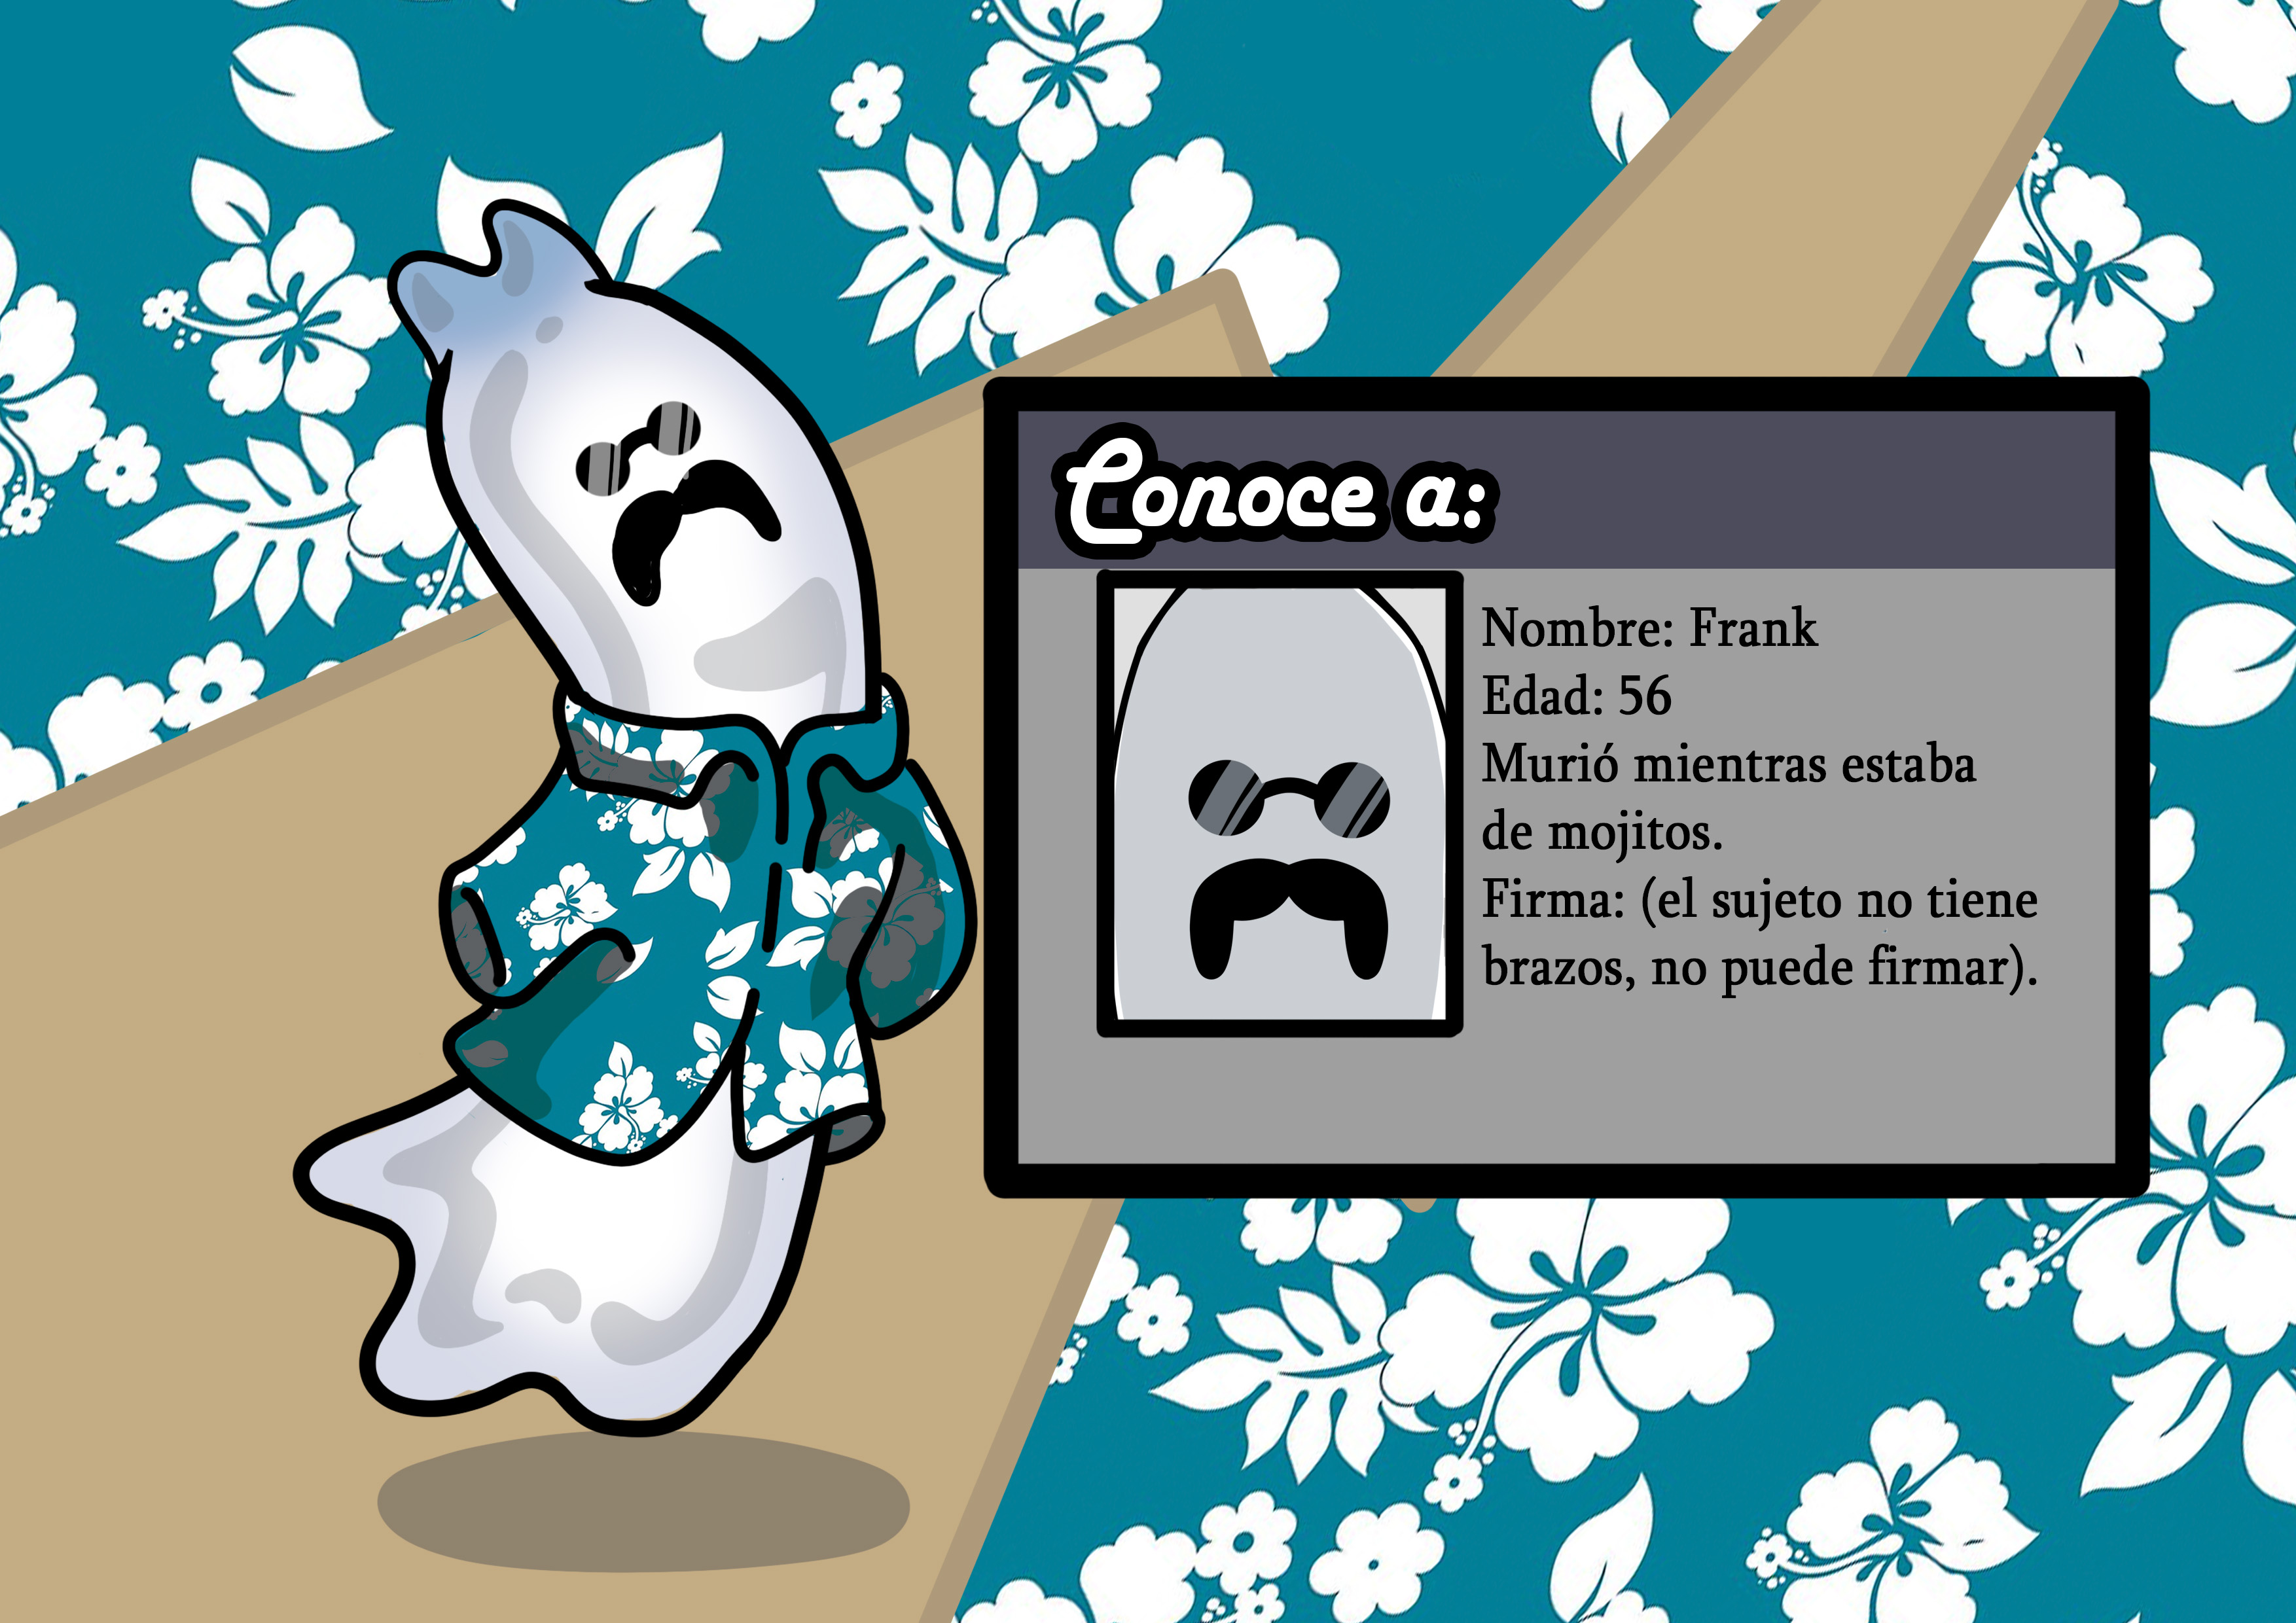 Conoce a:
Nombre: Frank
Edad: 56
Murió mientras estaba
de mojitos.
Firma: (el sujeto no tiene
brazos, no puede firmar).